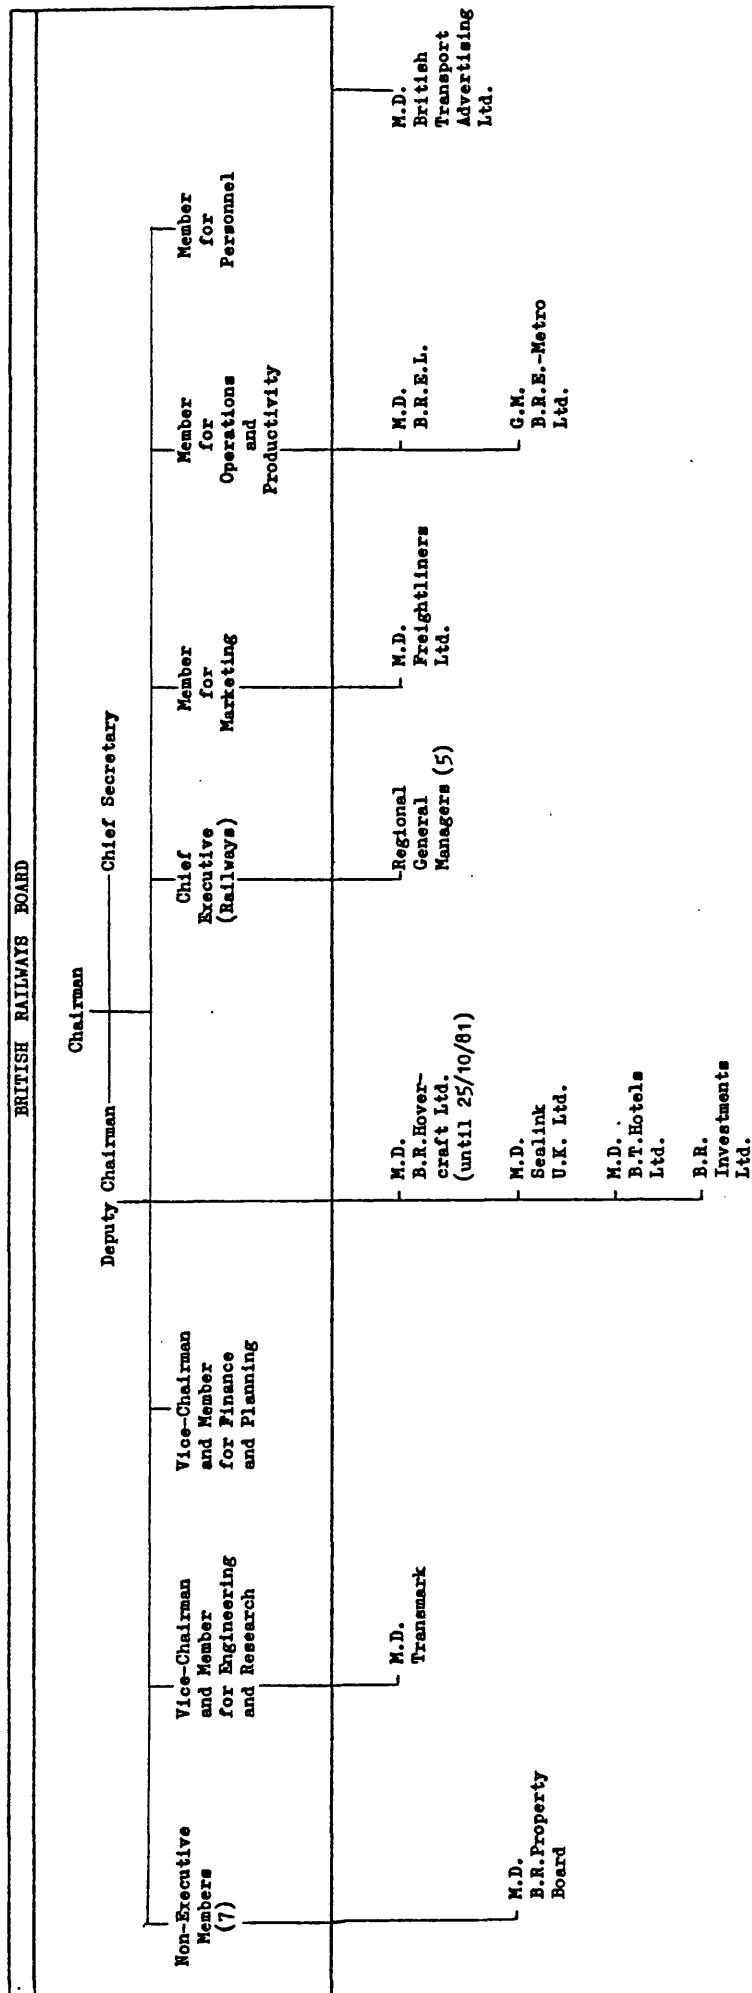 BRITISH RAILWAYS BOARD
Chairman
Deputy Chairman
Chief Secretary
Non-Executive
Members
(7)
Vice-Chairman
and Member
for Engineering
and Research
Vice-Chairman
and Member
for Finance
and Planning
Chief
Executive
(Railways)
Member
for
Marketing
Member
for
Operations
and
Productivity
Member
for
Personnel
M.D.
B.R.Property
Board
M.D.
Transmark
M.D.
B.R.Hover-
craft Ltd.
(until 25/10/81)
M.D.
Sealink
U.K. Ltd.
M.D.
B.T.Hotels
Ltd.
B.R.
Investments
Ltd.
Regional
General
Managers (5)
M.D.
Freightliners
Ltd.
M.D.
B.R.E.L.
G.M.
B.R.E.-Metro
Ltd.
M.D.
British
Transport
Advertising
Ltd.